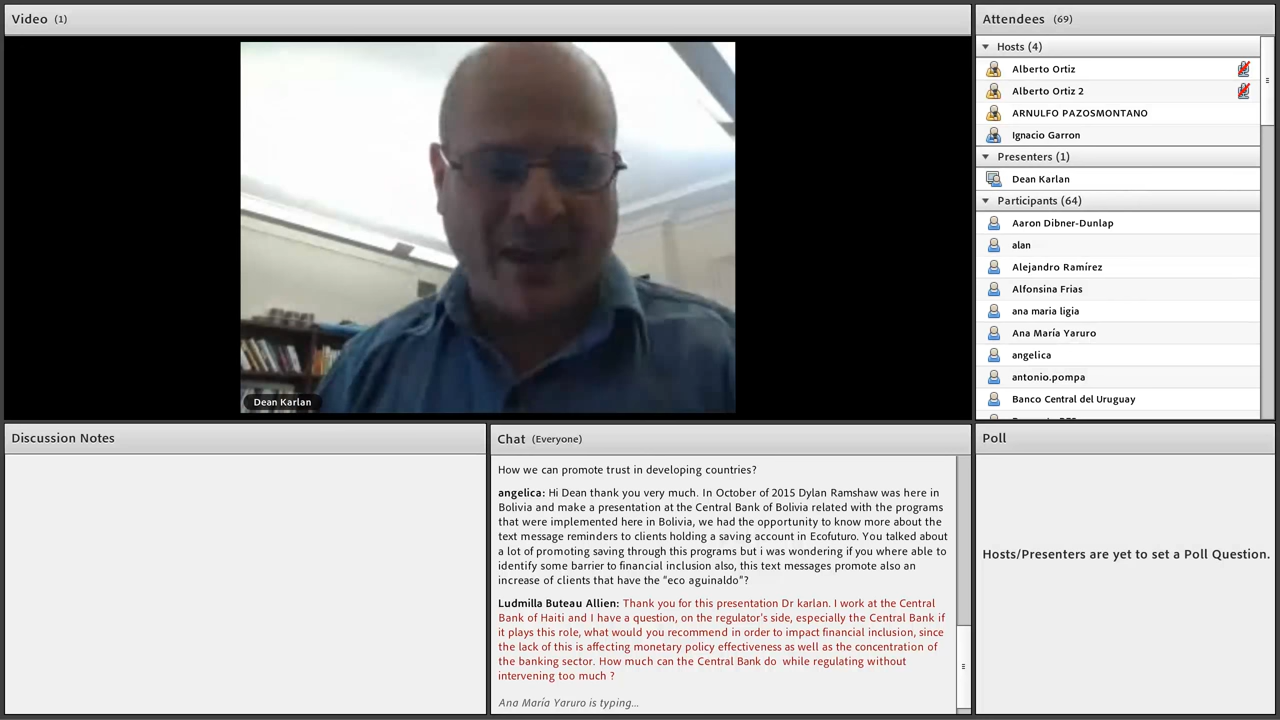 Video (1)
Dean Karlan
Attendees (69)
Hosts (4)
Alberto Ortiz
Alberto Ortiz 2
ARNULFO PAZOSMONTANO
Ignacio Garron
Presenters (1)
Dean Karlan
Participants (64)
Aaron Dibner-Dunlap
alan
Alejandro Ramírez
Alfonsina Frias
ana maria ligia
Ana María Yaruro
angelica
antonio.pompa
Banco Central del Uruguay
Discussion Notes
Chat (Everyone)
How we can promote trust in developing countries?
angelica: Hi Dean thank you very much. In October of 2015 Dylan Ramshaw was here in
Bolivia and make a presentation at the Central Bank of Bolivia related with the programs
that were implemented here in Bolivia, we had the opportunity to know more about the
text message reminders to clients holding a saving account in Ecofuturo. You talked about
a lot of promoting saving through this programs but i was wondering if you where able to
identify some barrier to financial inclusion also, this text messages promote also an
increase of clients that have the "eco aguinaldo"?
Ludmilla Buteau Allien: Thank you for this presentation Dr karlan. I work at the Central
Bank of Haiti and I have a question, on the regulator's side, especially the Central Bank if
it plays this role, what would you recommend in order to impact financial inclusion, since
the lack of this is affecting monetary policy effectiveness as well as the concentration of
the banking sector. How much can the Central Bank do  while regulating without
intervening too much ?
Ana María Yaruro is typing...
Poll
Hosts/Presenters are yet to set a Poll Question.